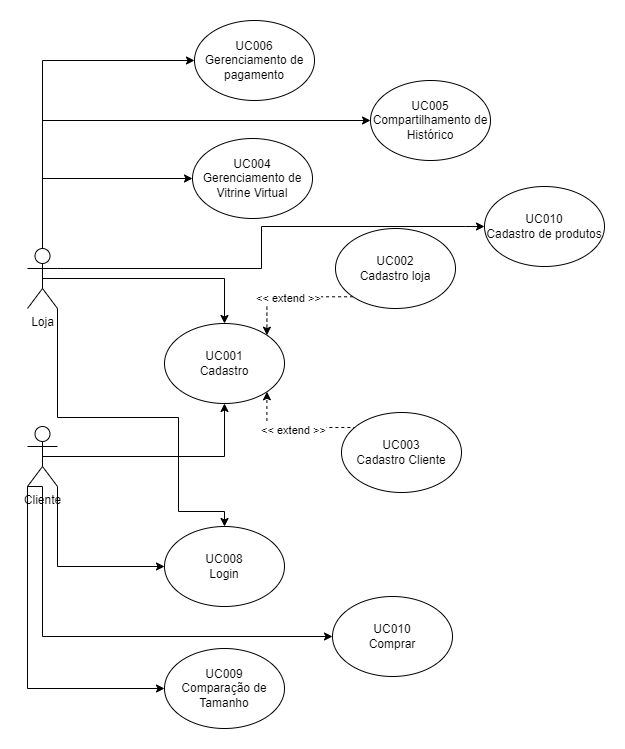 UC006
Gerenciamento de
pagamento
UC005
Compartilhamento de
Histórico
UC004
Gerenciamento de
Vitrine Virtual
UC010
Cadastro de produtos
UC002
Cadastro loja
<< extend >>
Loja
UC001
Cadastro
<< extend >>
UC003
Cadastro Cliente
Cliente
UC008
Login
UC010
Comprar
UC009
Comparação de
Tamanho